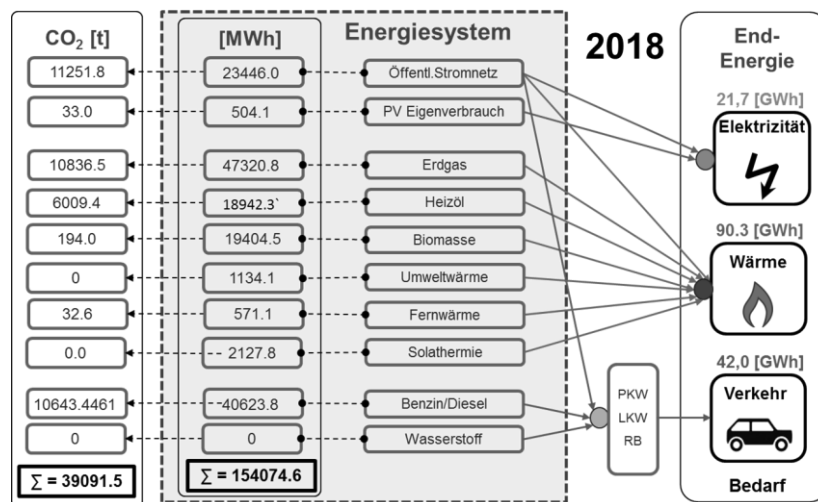 CO₂ [t]
[MWh]
Energiesystem
2018
End-
Energie
11251.8
23446.0
Öffentl.Stromnetz
33.0
504.1
PV Eigenverbrauch
21,7 [GWh]
Elektrizität
10836.5
47320.8
Erdgas
6009.4
18942.3`
Heizöl
194.0
19404.5
Biomasse
90.3 [GWh]
Wärme
0
1134.1
Umweltwärme
32.6
571.1
Fernwärme
0.0
2127.8
Solathermie
42,0 [GWh]
Verkehr
10643.4461
40623.8
Benzin/Diesel
PKW
LKW
RB
0
0
Wasserstoff
∑ = 39091.5
∑ = 154074.6
Bedarf